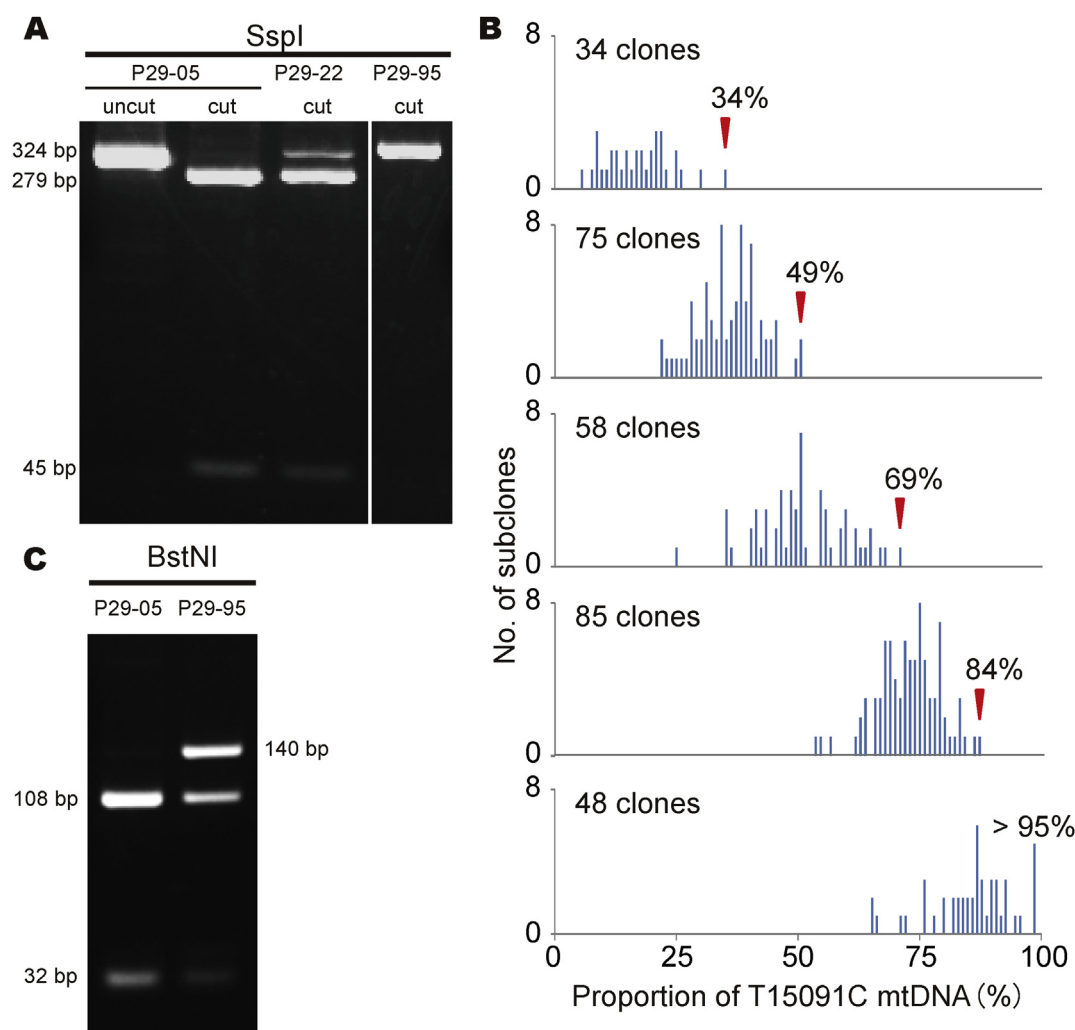 A
SspI
P29-05 P29-22 P29-95
uncut cut cut cut
324 bp
279 bp
45 bp
C
BstNI
P29-05 P29-95
140 bp
108 bp
32 bp
B
No. of subclones
8
34 clones
34%
0
8
75 clones
49%
0
8
58 clones
69%
0
8
85 clones
84%
0
8
48 clones
> 95%
0
0 25 50 75 100
Proportion of T15091C mtDNA (%)